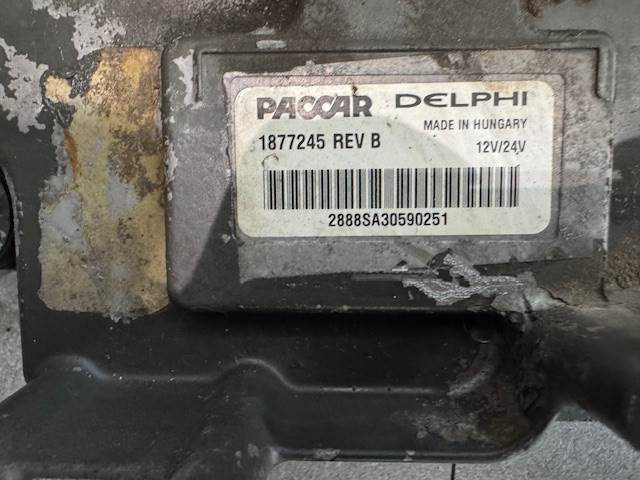 PACCAR DELPHI
MADE IN HUNGARY
1877245 REV B
12V/24V
2888SA30590251